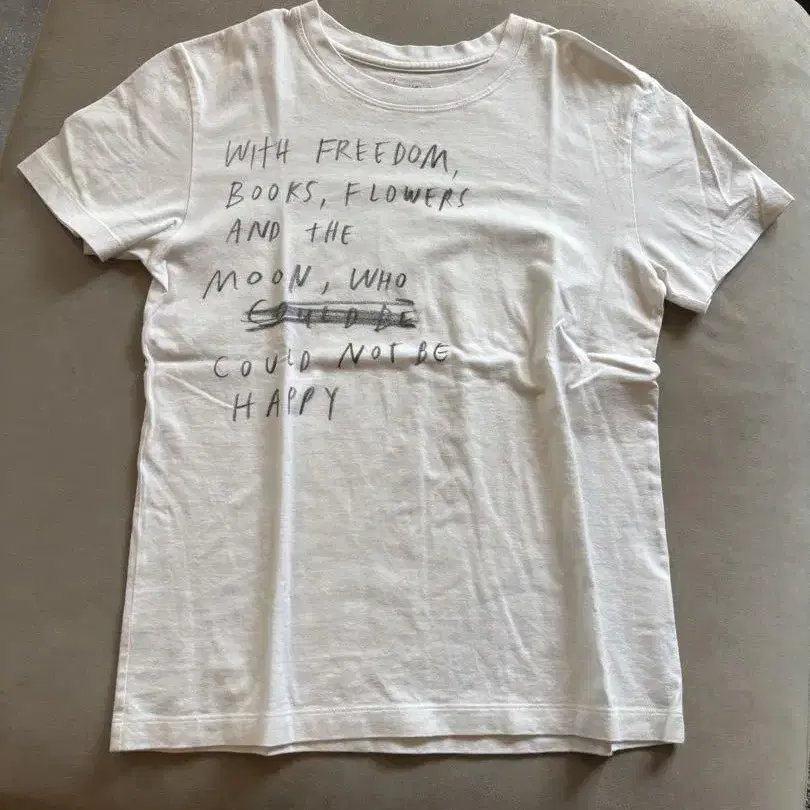 WITH FREEDOM,
BOOKS, FLOWERS
AND THE
MOON, WHO
COULD BE
COULD NOT BE
HAPPY